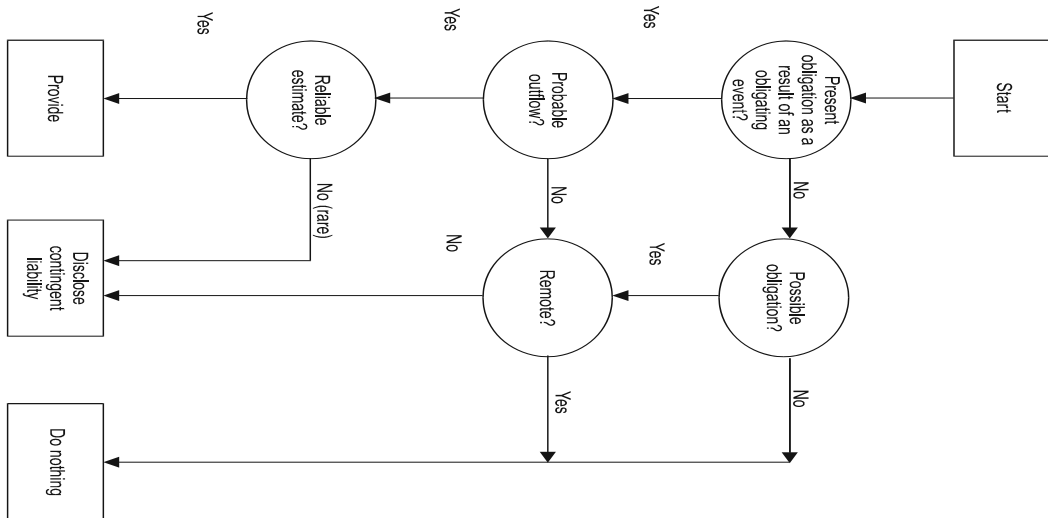 Start
Present
obligation as a
result of an
obligating
event?
No
Possible
obligation?
No
Yes
Yes
Probable
outflow?
No
Remote?
Yes
Yes
No
Reliable
estimate?
No (rare)
Yes
Provide
Disclose
contingent
liability
Do nothing